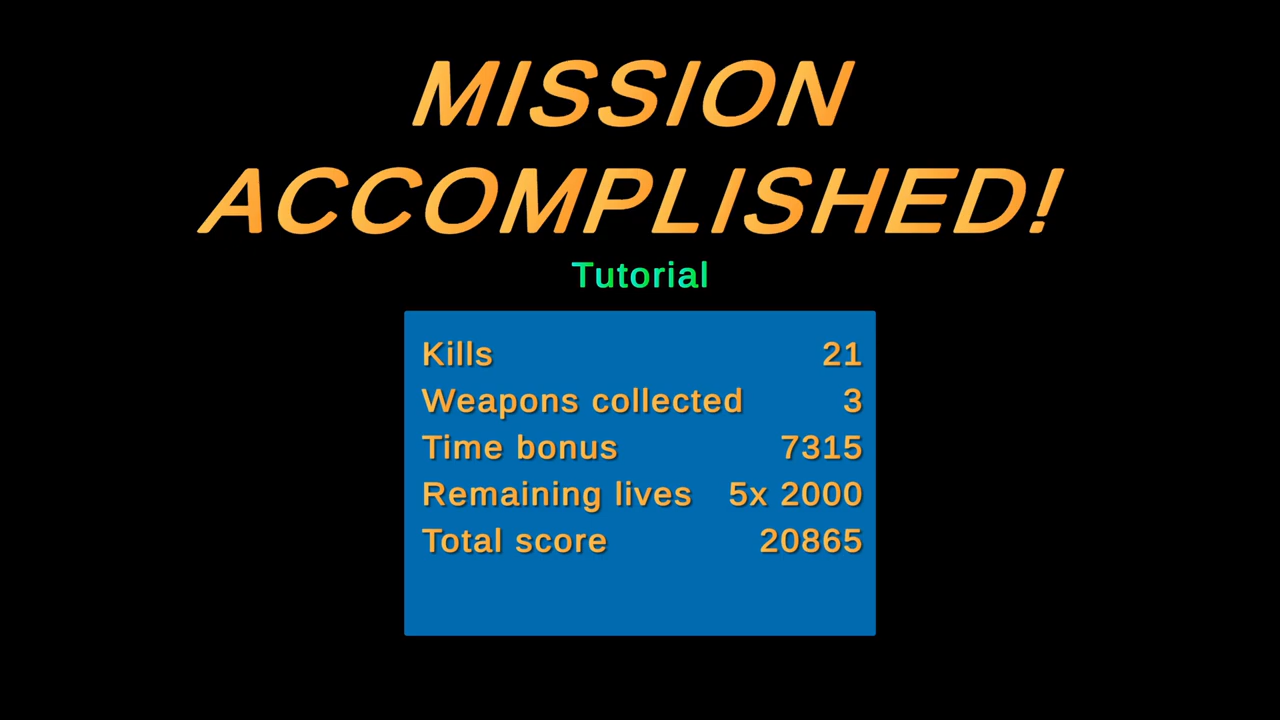 MISSION
ACCOMPLISHED!
Tutorial
Kills 21
Weapons collected 3
Time bonus 7315
Remaining lives 5x 2000
Total score 20865